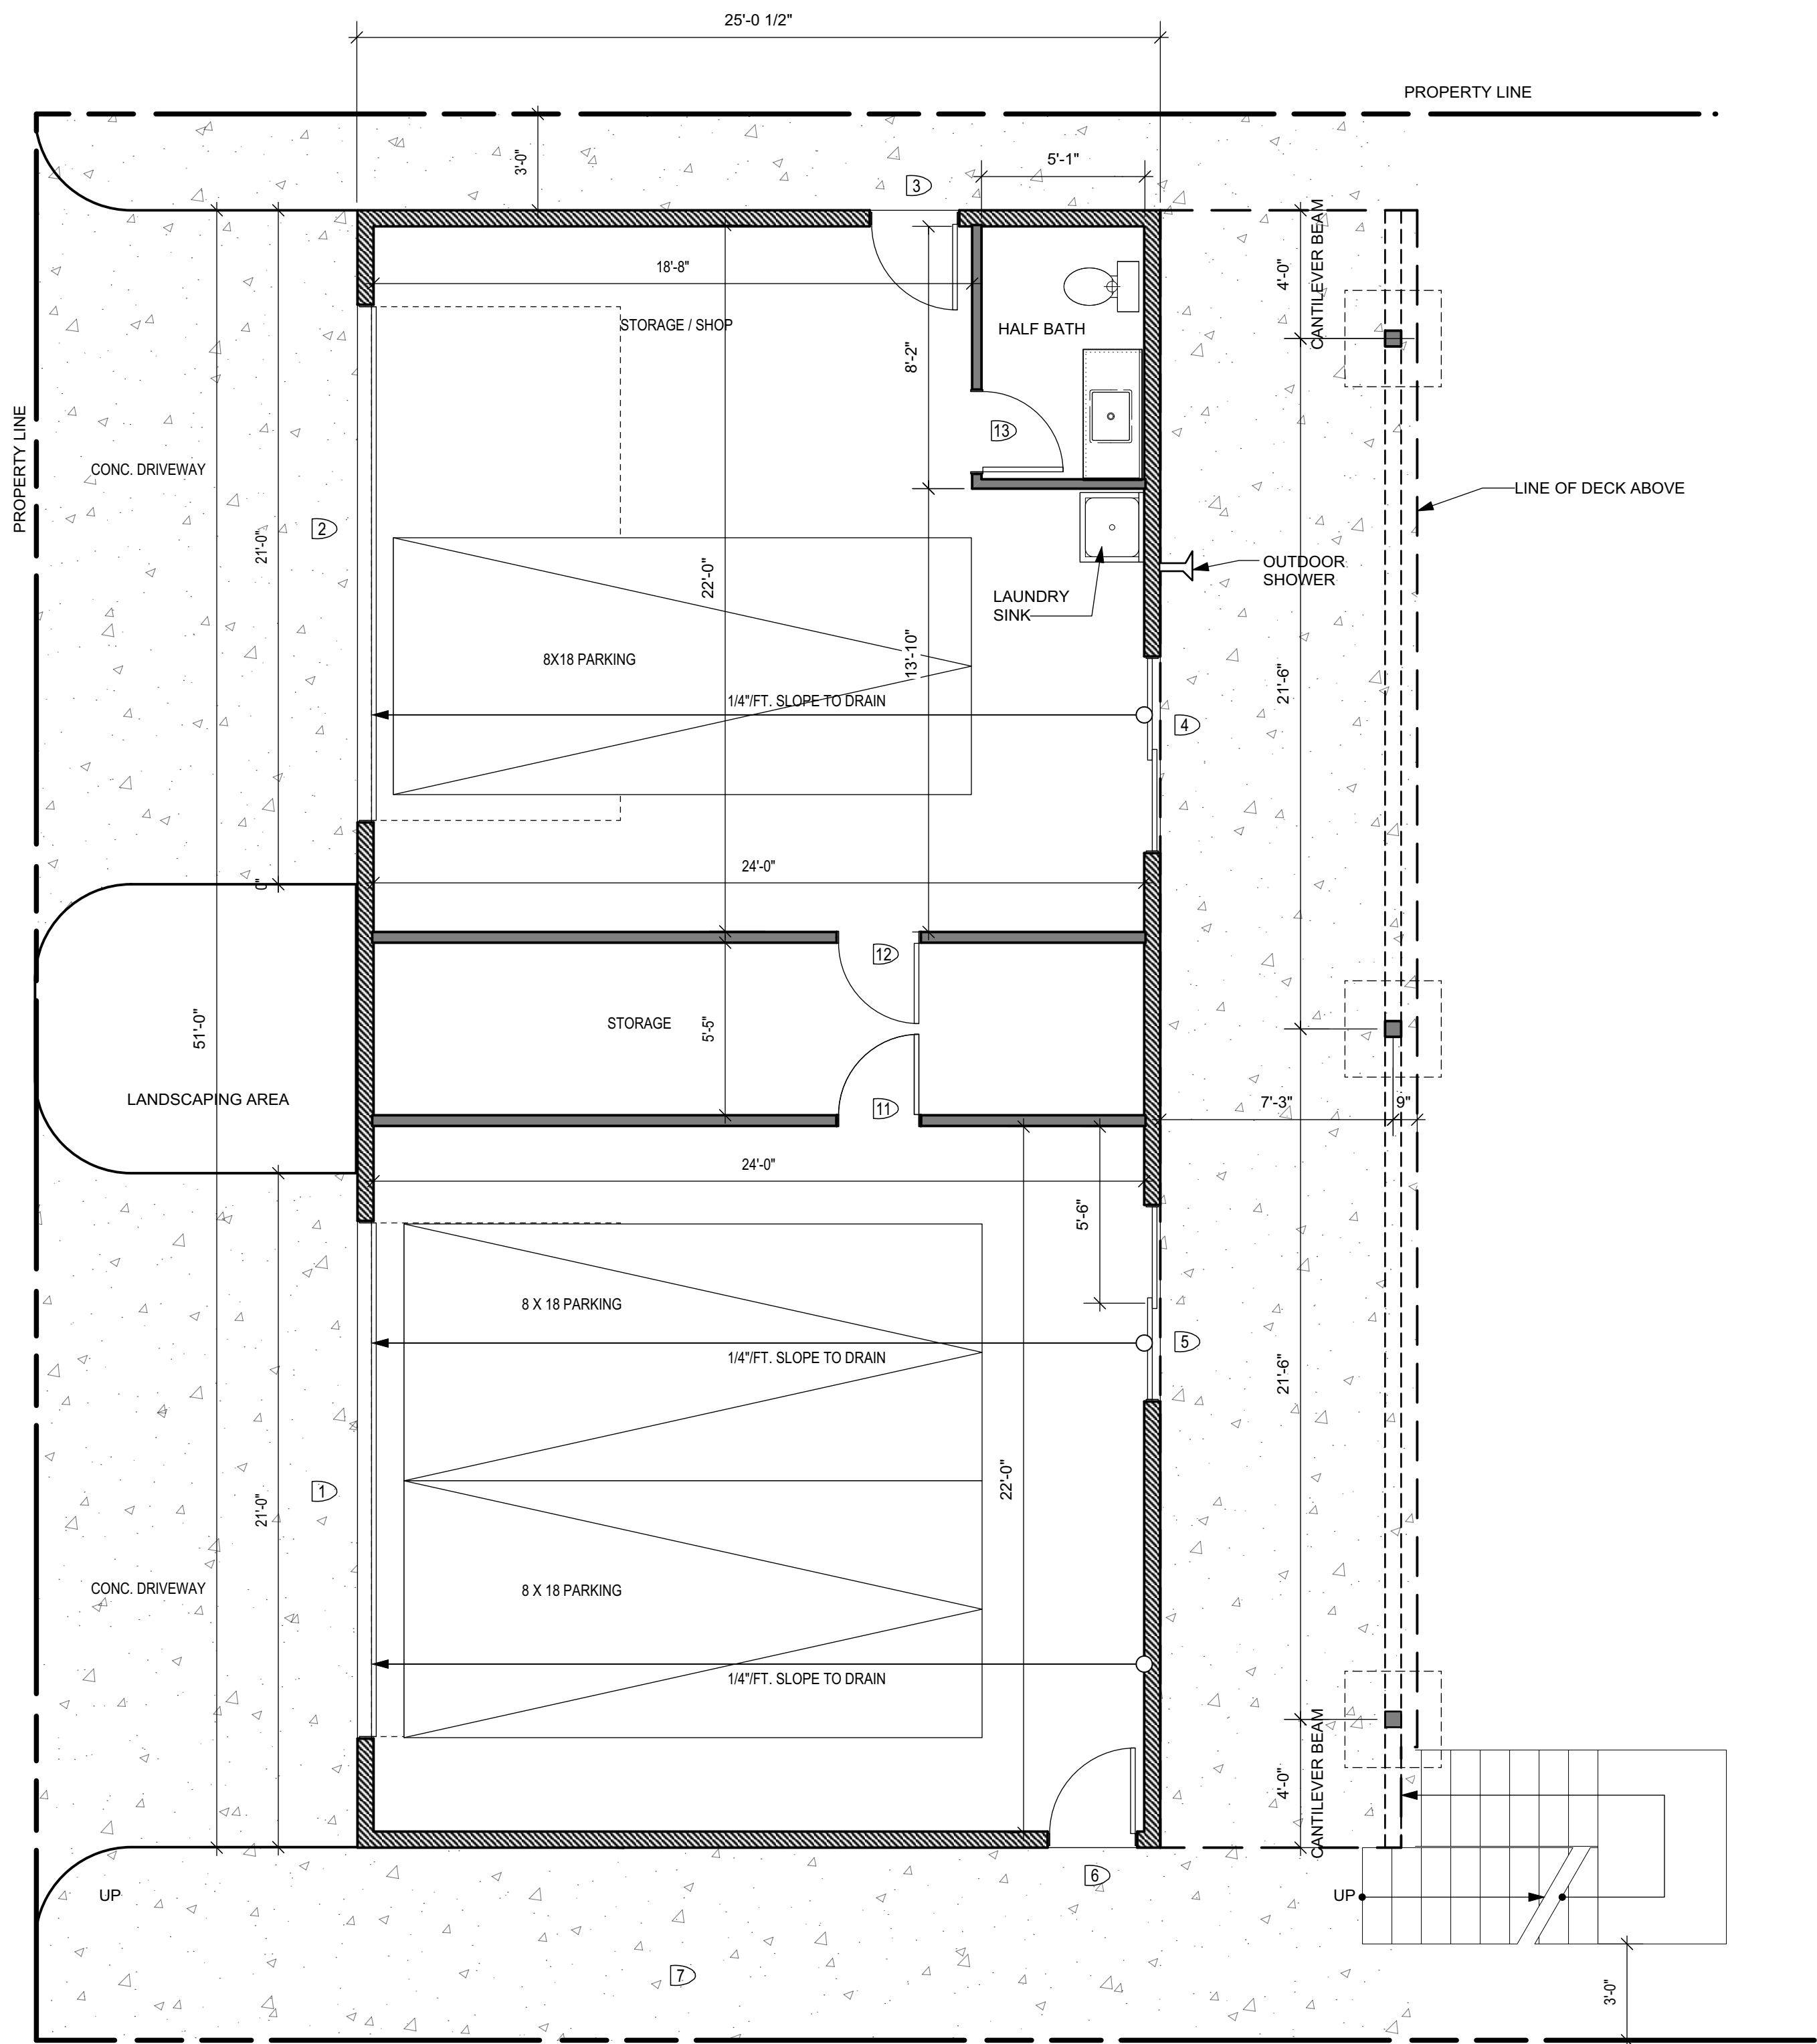 25'-0 1/2"
PROPERTY LINE
3'-0"
3
5'-1"
CANTILEVER BEAM
4'-0"
18'-8"
STORAGE / SHOP
HALF BATH
8'-2"
PROPERTY LINE
13
CONC. DRIVEWAY
LINE OF DECK ABOVE
2
21'-0"
22'-0"
OUTDOOR
SHOWER
LAUNDRY
SINK
8X18 PARKING
13'-10"
21'-6"
1/4"/FT. SLOPE TO DRAIN
4
24'-0"
0"
12
STORAGE
5'-5"
51'-0"
LANDSCAPING AREA
11
7'-3"
9"
24'-0"
5'-6"
8 X 18 PARKING
5
1/4"/FT. SLOPE TO DRAIN
21'-6"
1
21'-0"
22'-0"
CONC. DRIVEWAY
8 X 18 PARKING
1/4"/FT. SLOPE TO DRAIN
4'-0"
CANTILEVER BEAM
6
UP
UP
7
3'-0"